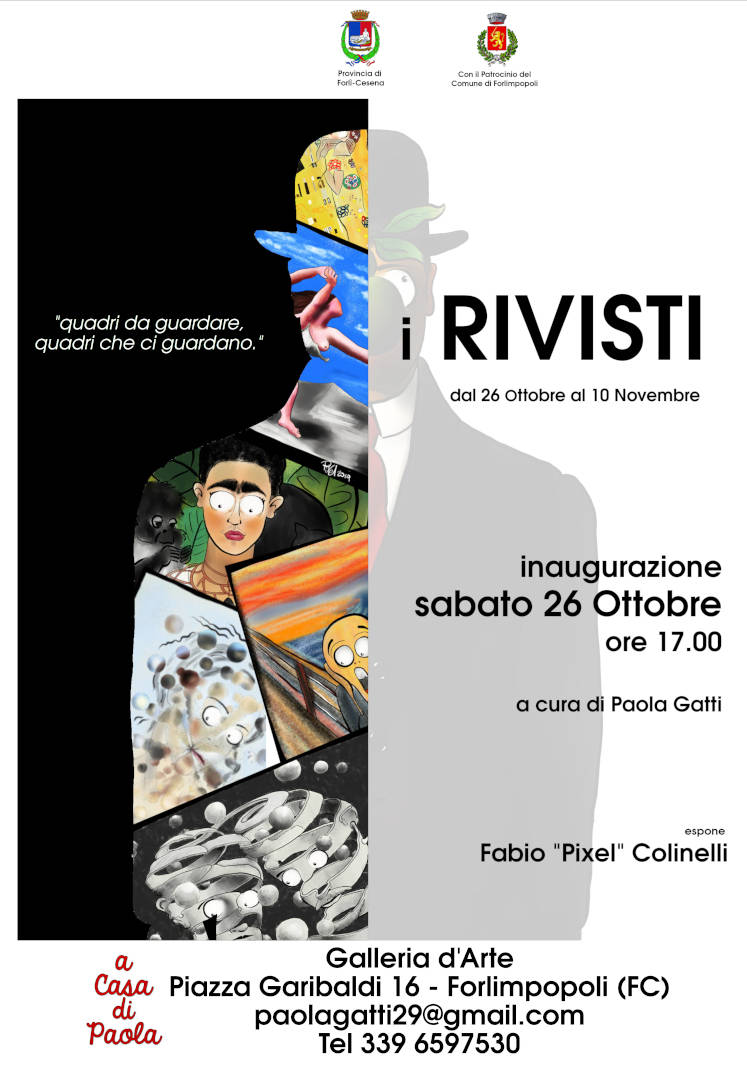 Provincia di
Forlì-Cesena
Con il Patrocinio del
Comune di Forlimpopoli
"quadri da guardare,
quadri che ci guardano."
i RIVISTI
dal 26 Ottobre al 10 Novembre
inaugurazione
sabato 26 Ottobre
ore 17.00
a cura di Paola Gatti
espone
Fabio "Pixel" Colinelli
a
Casa
di
Paola
Galleria d'Arte
Piazza Garibaldi 16 - Forlimpopoli (FC)
paolagatti29@gmail.com
Tel 339 6597530